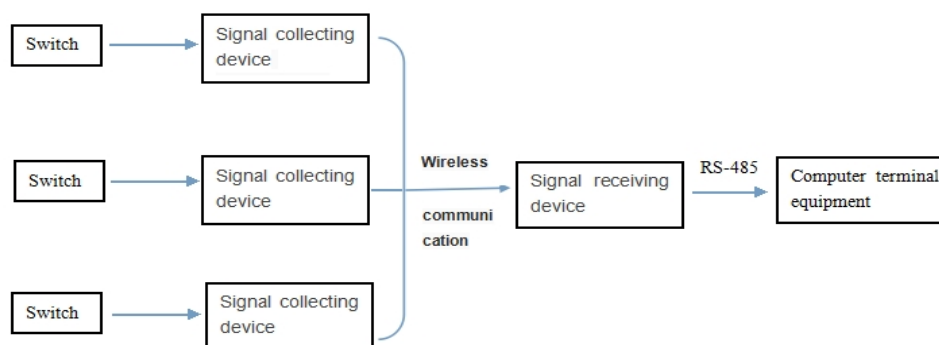 Switch
Signal collecting
device
Switch
Signal collecting
device
Switch
Signal collecting
device
Wireless
communi
cation
Signal receiving
device
RS-485
Computer terminal
equipment